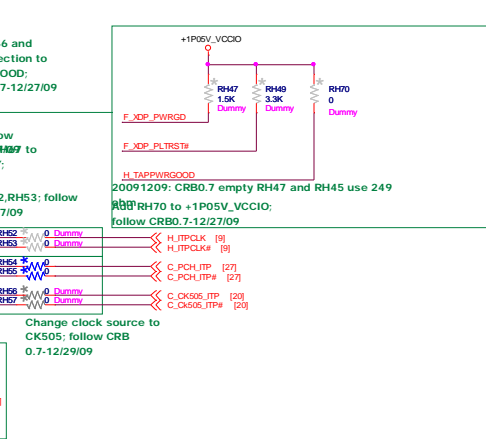 6 and
ection to
OOD;
7-12/27/09
+1P05V_VCCIO
RH47
1.5K
Dummy
RH49
3.3K
Dummy
RH70
0
Dummy
F_XDP_PWRGD
F_XDP_PLTRST#
H_TAPPWRGOOD
ow
to
;
2,RH53; follow
7/09
20091209: CRB0.7 empty RH47 and RH45 use 249
ohm
Add RH70 to +1P05V_VCCIO;
follow CRB0.7-12/27/09
RH52 0 Dummy H_ITPCLK [9]
RH53 0 Dummy H_ITPCLK# [9]
RH54 0 C_PCH_ITP [27]
RH55 0 C_PCH_ITP# [27]
RH56 0 Dummy C_CK505_ITP [20]
RH57 0 Dummy C_Ck505_ITP# [20]
Change clock source to
CK505; follow CRB
0.7-12/29/09
]